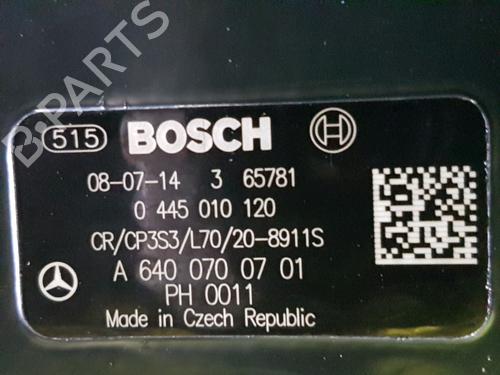 B-PARTS
515 BOSCH
08-07-14 3 65781
0 445 010 120
CR/CP3S3/L70/20-8911S
A 640 070 07 01
PH 0011
Made in Czech Republic